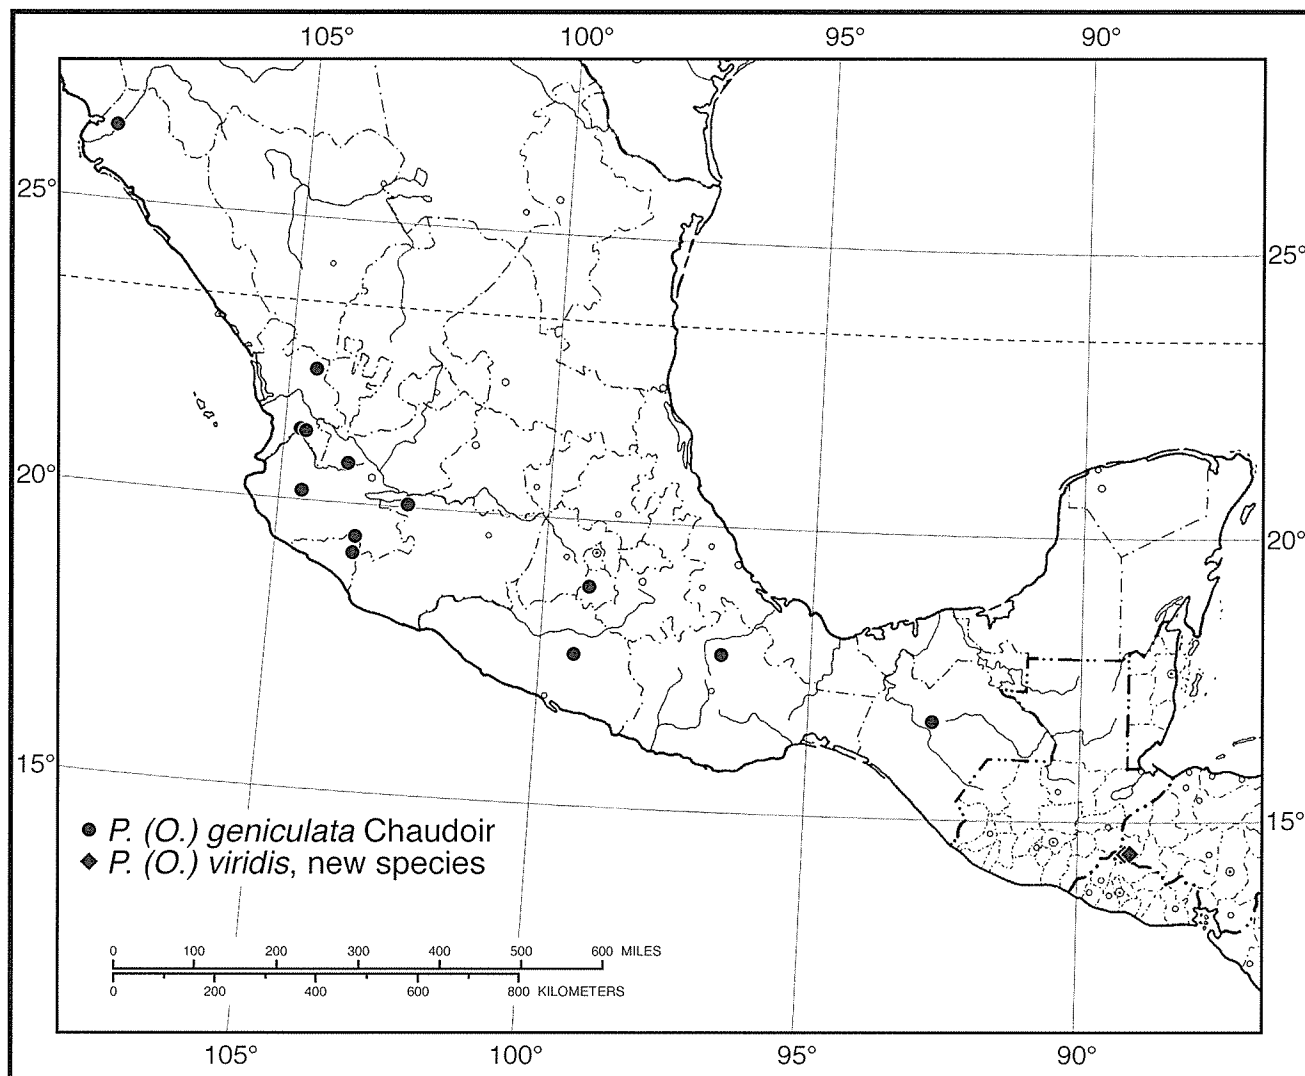 105° 100° 95° 90°
25°
25°
20°
20°
15°
15°
P. (O.) geniculata Chaudoir
P. (O.) viridis, new species
0 100 200 300 400 500 600 MILES
0 200 400 600 800 KILOMETERS
105° 100° 95° 90°